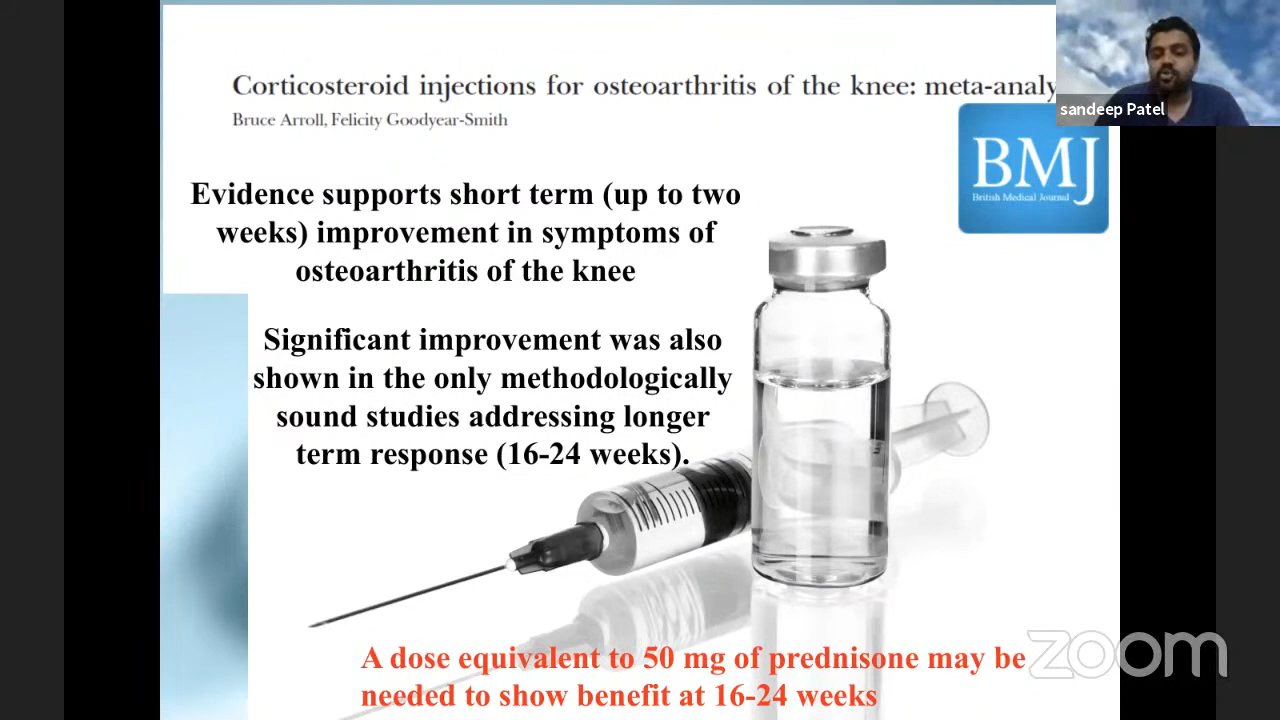 Corticosteroid injections for osteoarthritis of the knee: meta-analy
Bruce Arroll, Felicity Goodyear-Smith
sandeep Patel
BMJ
British Medical Journal
Evidence supports short term (up to two
weeks) improvement in symptoms of
osteoarthritis of the knee
Significant improvement was also
shown in the only methodologically
sound studies addressing longer
term response (16-24 weeks).
A dose equivalent to 50 mg of prednisone may be
needed to show benefit at 16-24 weeks
zoom